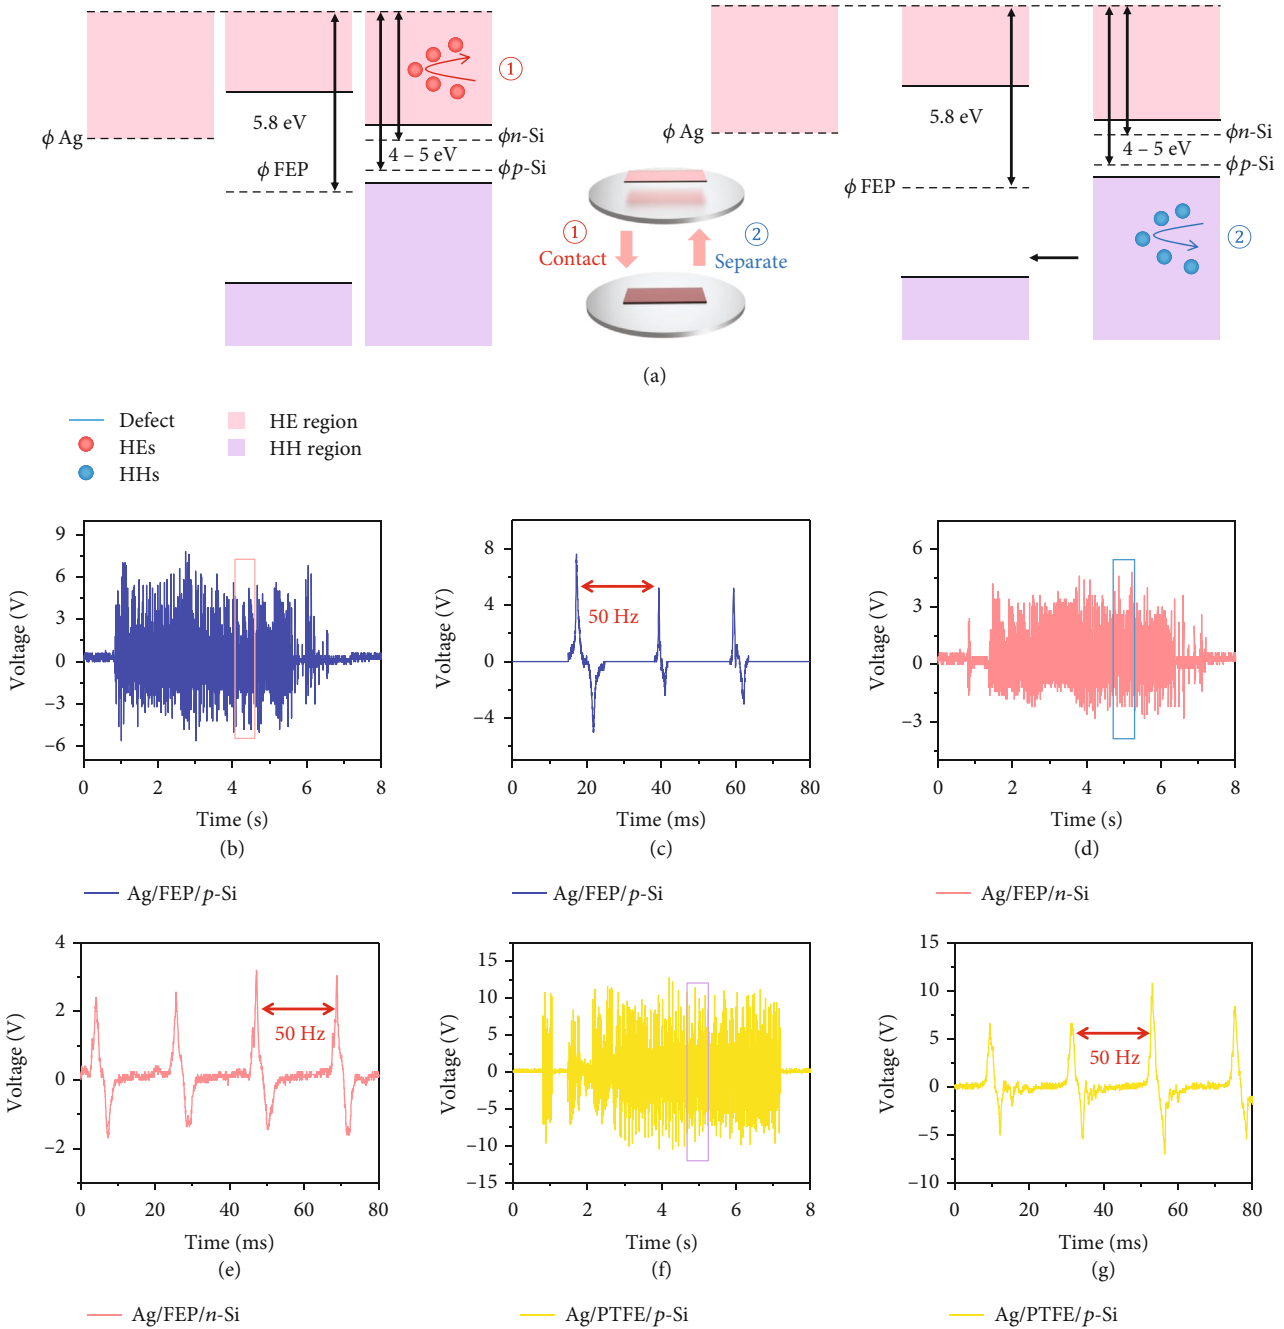 ϕ Ag
5.8 eV
ϕ FEP
4 – 5 eV
ϕn-Si
ϕp-Si
①
①
Contact
②
Separate
ϕ Ag
5.8 eV
ϕ FEP
4 – 5 eV
ϕn-Si
ϕp-Si
②
(a)
Defect
HEs
HHs
HE region
HH region
Voltage (V)
9
6
3
0
–3
–6
0 2 4 6 8
Time (s)
(b)
Ag/FEP/p-Si
Voltage (V)
8
4
0
–4
50 Hz
0 20 40 60 80
Time (ms)
(c)
Ag/FEP/p-Si
Voltage (V)
6
3
0
–3
0 2 4 6 8
Time (s)
(d)
Ag/FEP/n-Si
Voltage (V)
4
2
0
–2
50 Hz
0 20 40 60 80
Time (ms)
(e)
Ag/FEP/n-Si
Voltage (V)
15
10
5
0
–5
–10
–15
0 2 4 6 8
Time (s)
(f)
Ag/PTFE/p-Si
Voltage (V)
15
10
5
0
–5
–10
50 Hz
0 20 40 60 80
Time (ms)
(g)
Ag/PTFE/p-Si